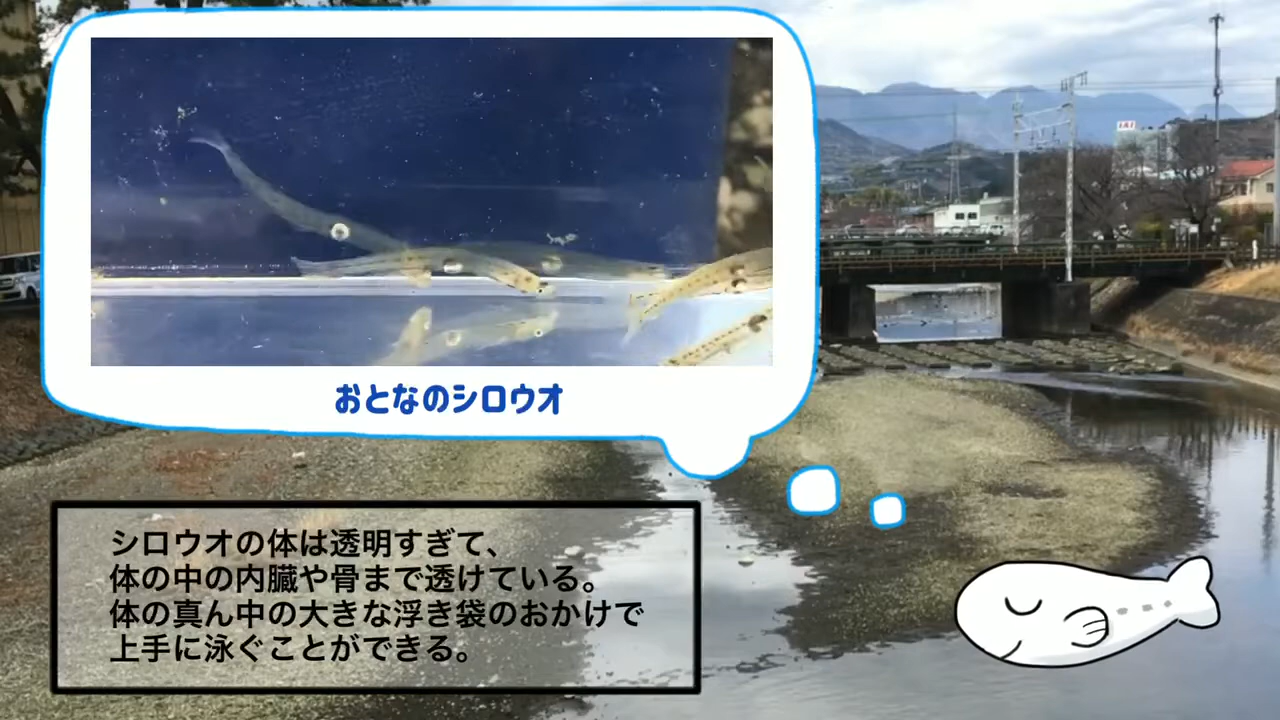 おとなのシロウオ
IAI
シロウオの体は透明すぎて、
体の中の内臓や骨まで透けている。
体の真ん中の大きな浮き袋のおかげで
上手に泳ぐことができる。